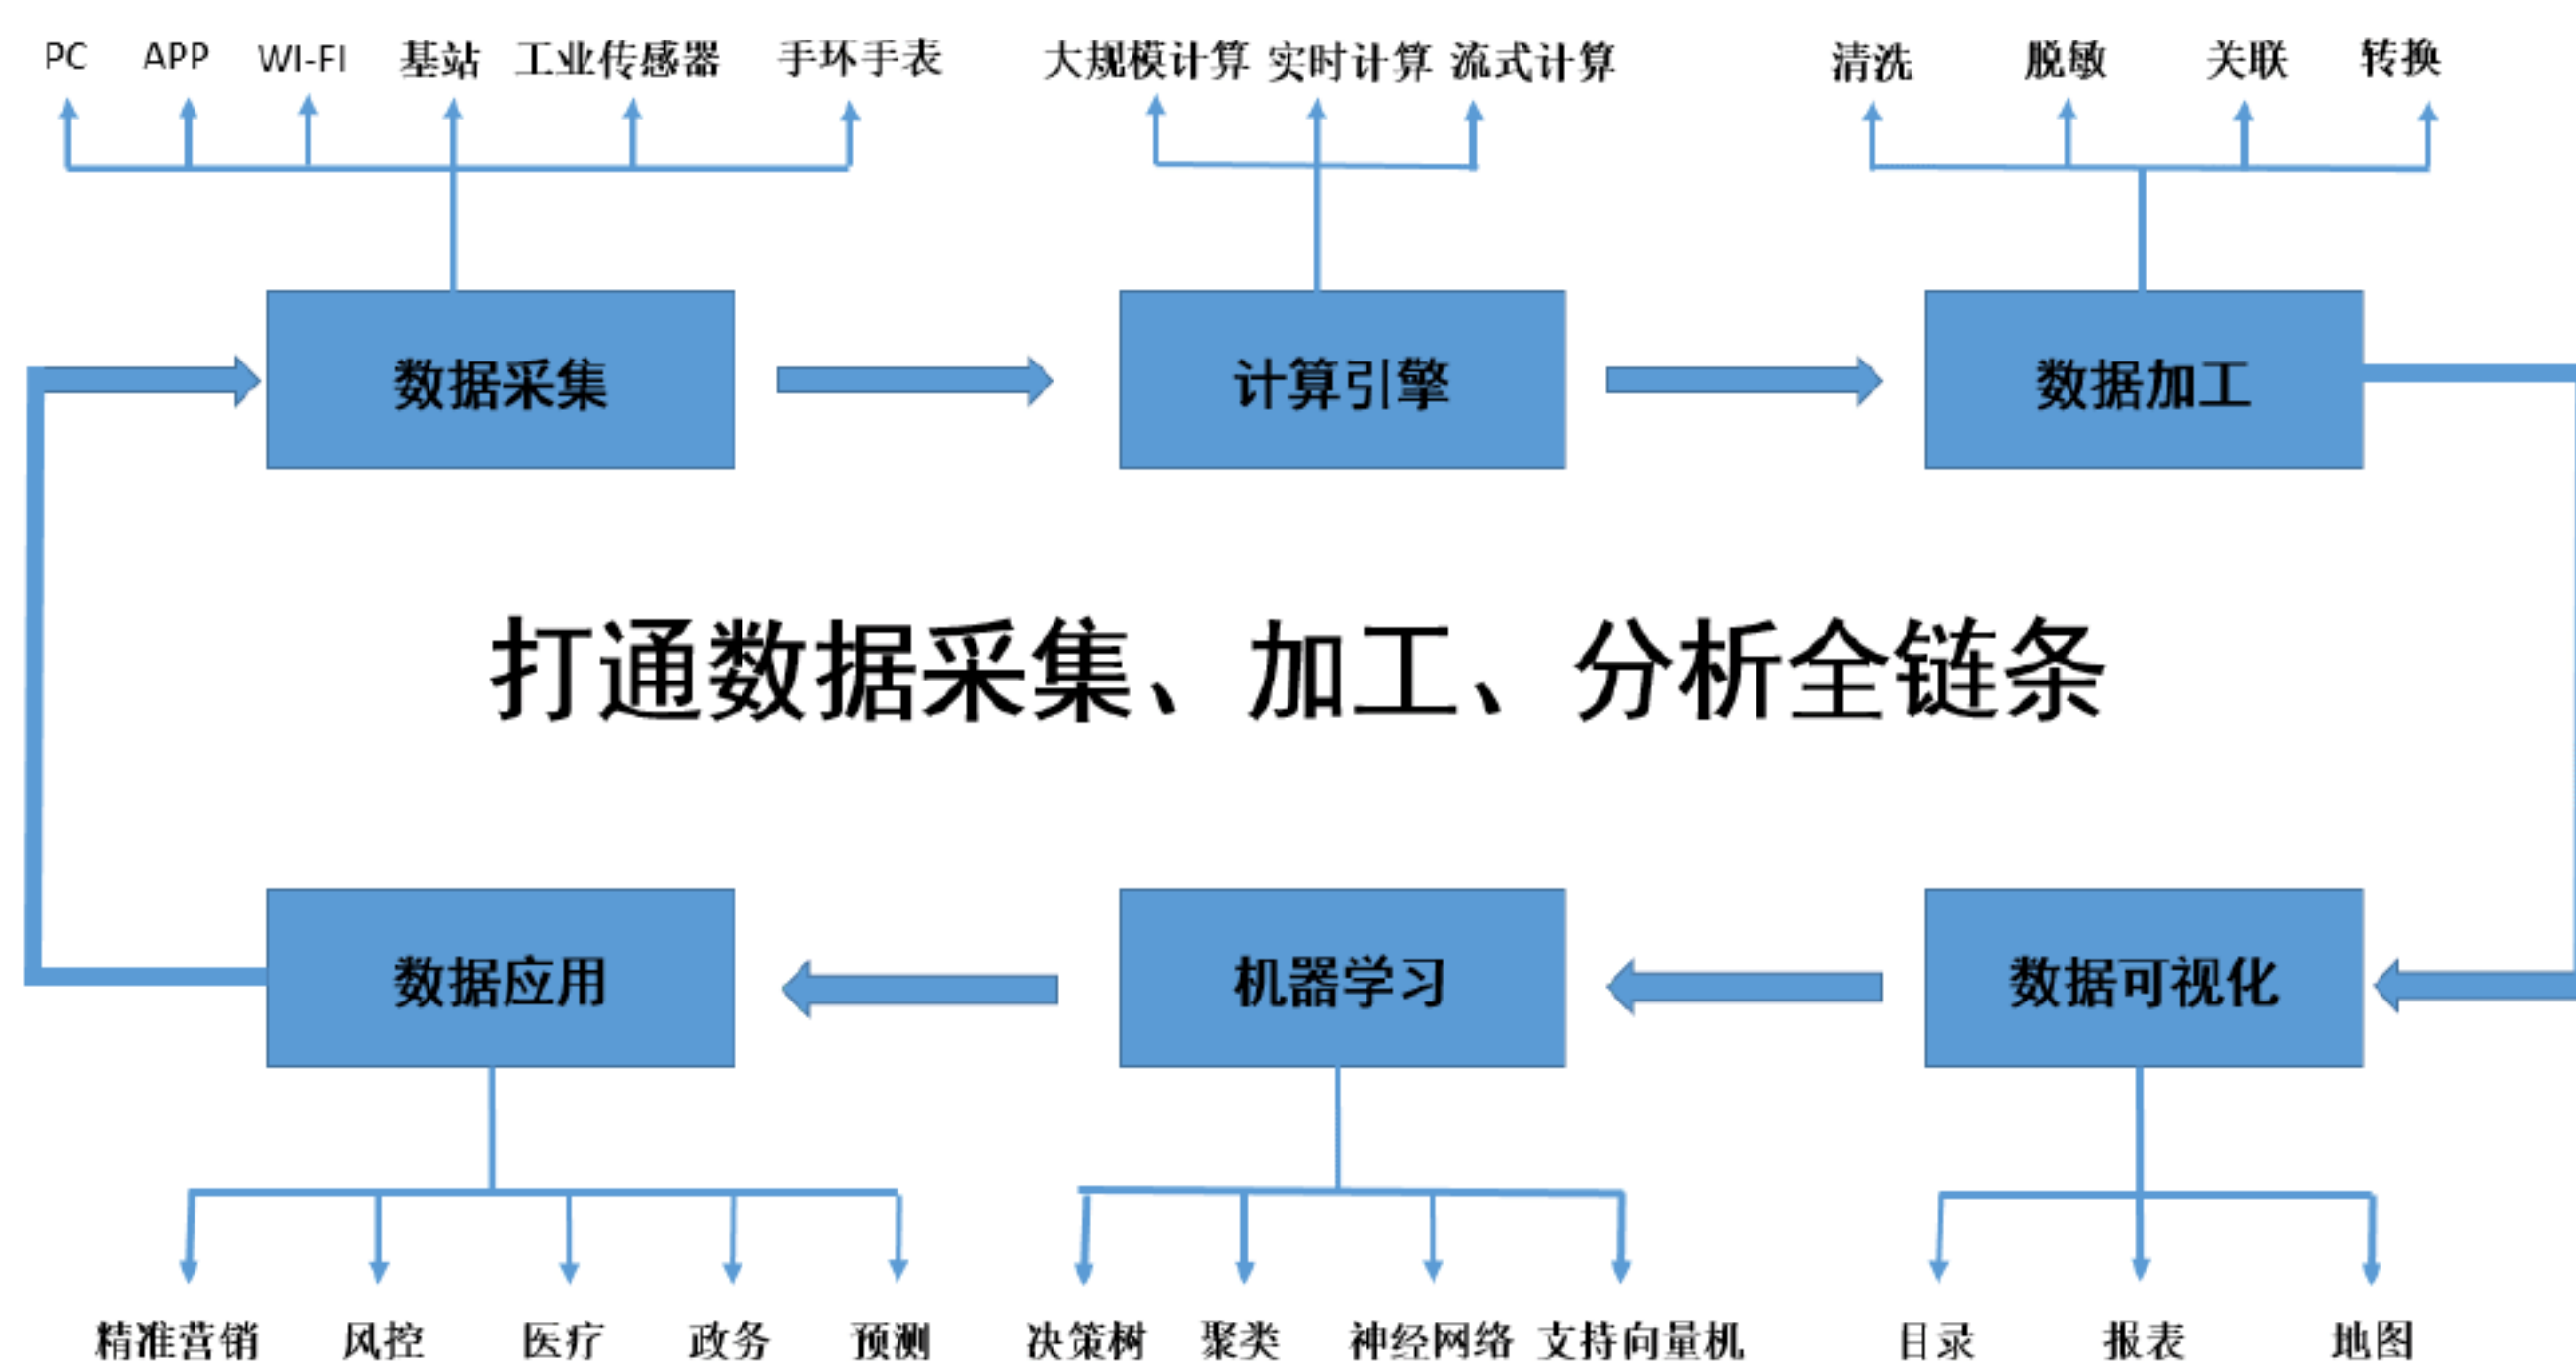 PC APP WI-FI 基站 工业传感器 手环手表 大规模计算 实时计算 流式计算 清洗 脱敏 关联 转换
数据采集 计算引擎 数据加工
打通数据采集、加工、分析全链条
数据应用 机器学习 数据可视化
精准营销 风控 医疗 政务 预测 决策树 聚类 神经网络 支持向量机 目录 报表 地图